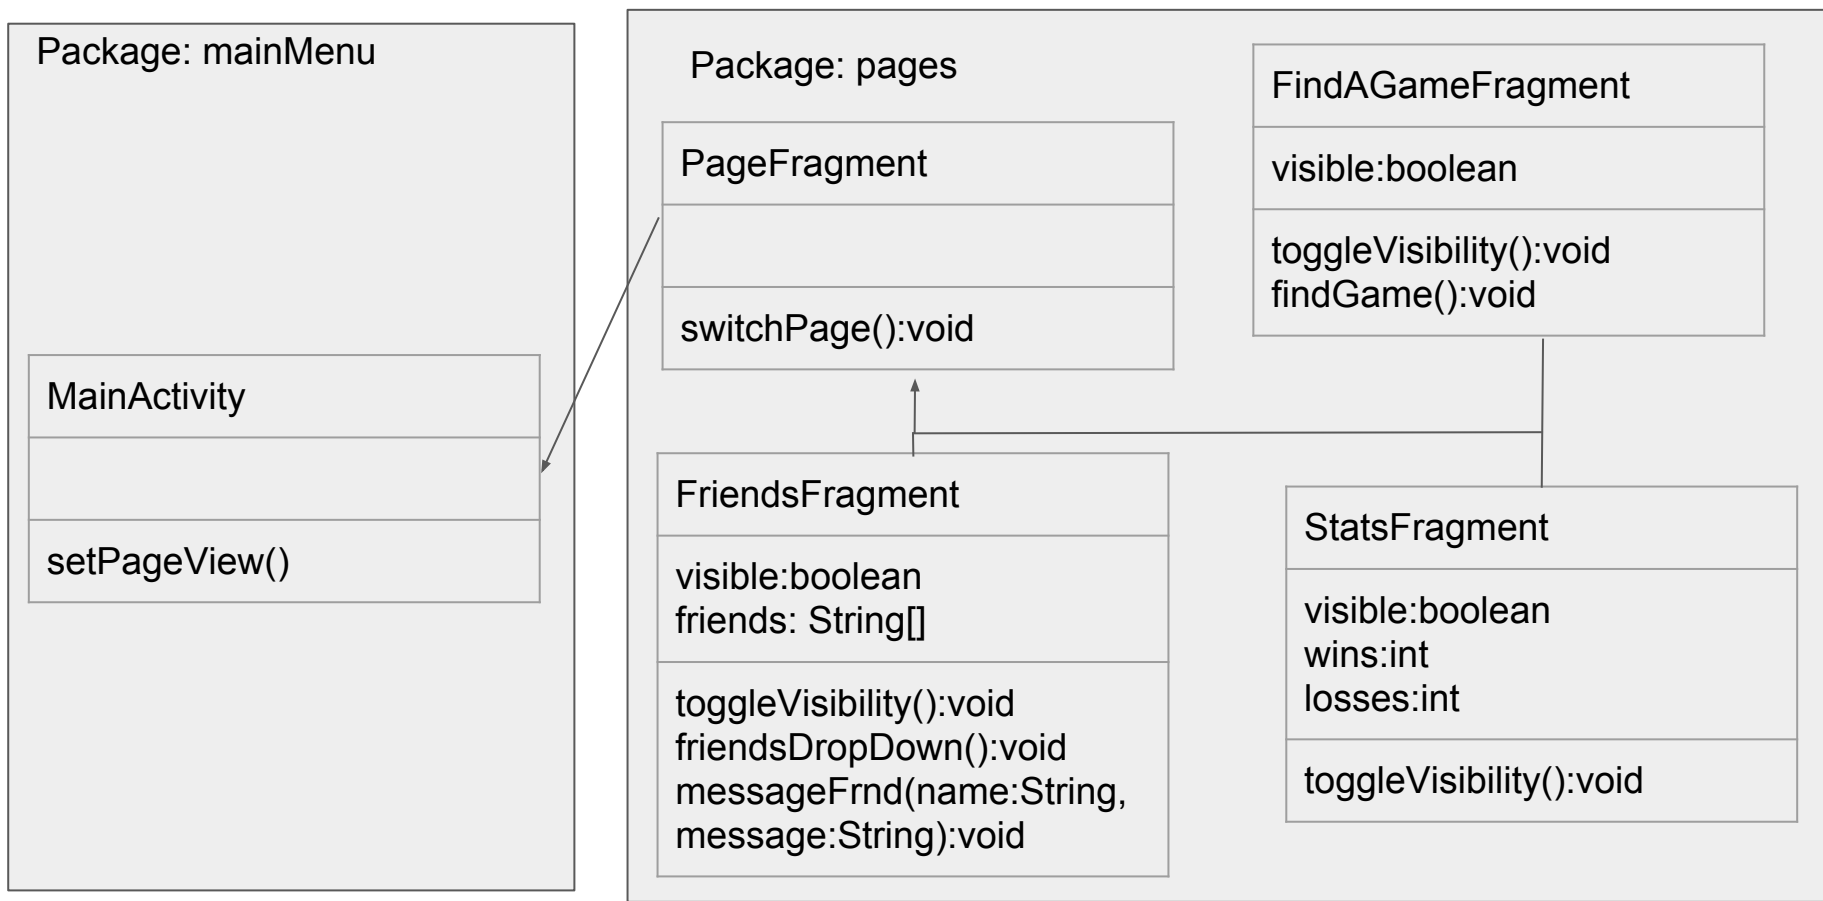 Package: mainMenu
MainActivity
setPageView()
Package: pages
PageFragment
switchPage():void
FindAGameFragment
visible:boolean
toggleVisibility():void
findGame():void
FriendsFragment
visible:boolean
friends: String[]
toggleVisibility():void
friendsDropDown():void
messageFrnd(name:String,
message:String):void
StatsFragment
visible:boolean
wins:int
losses:int
toggleVisibility():void